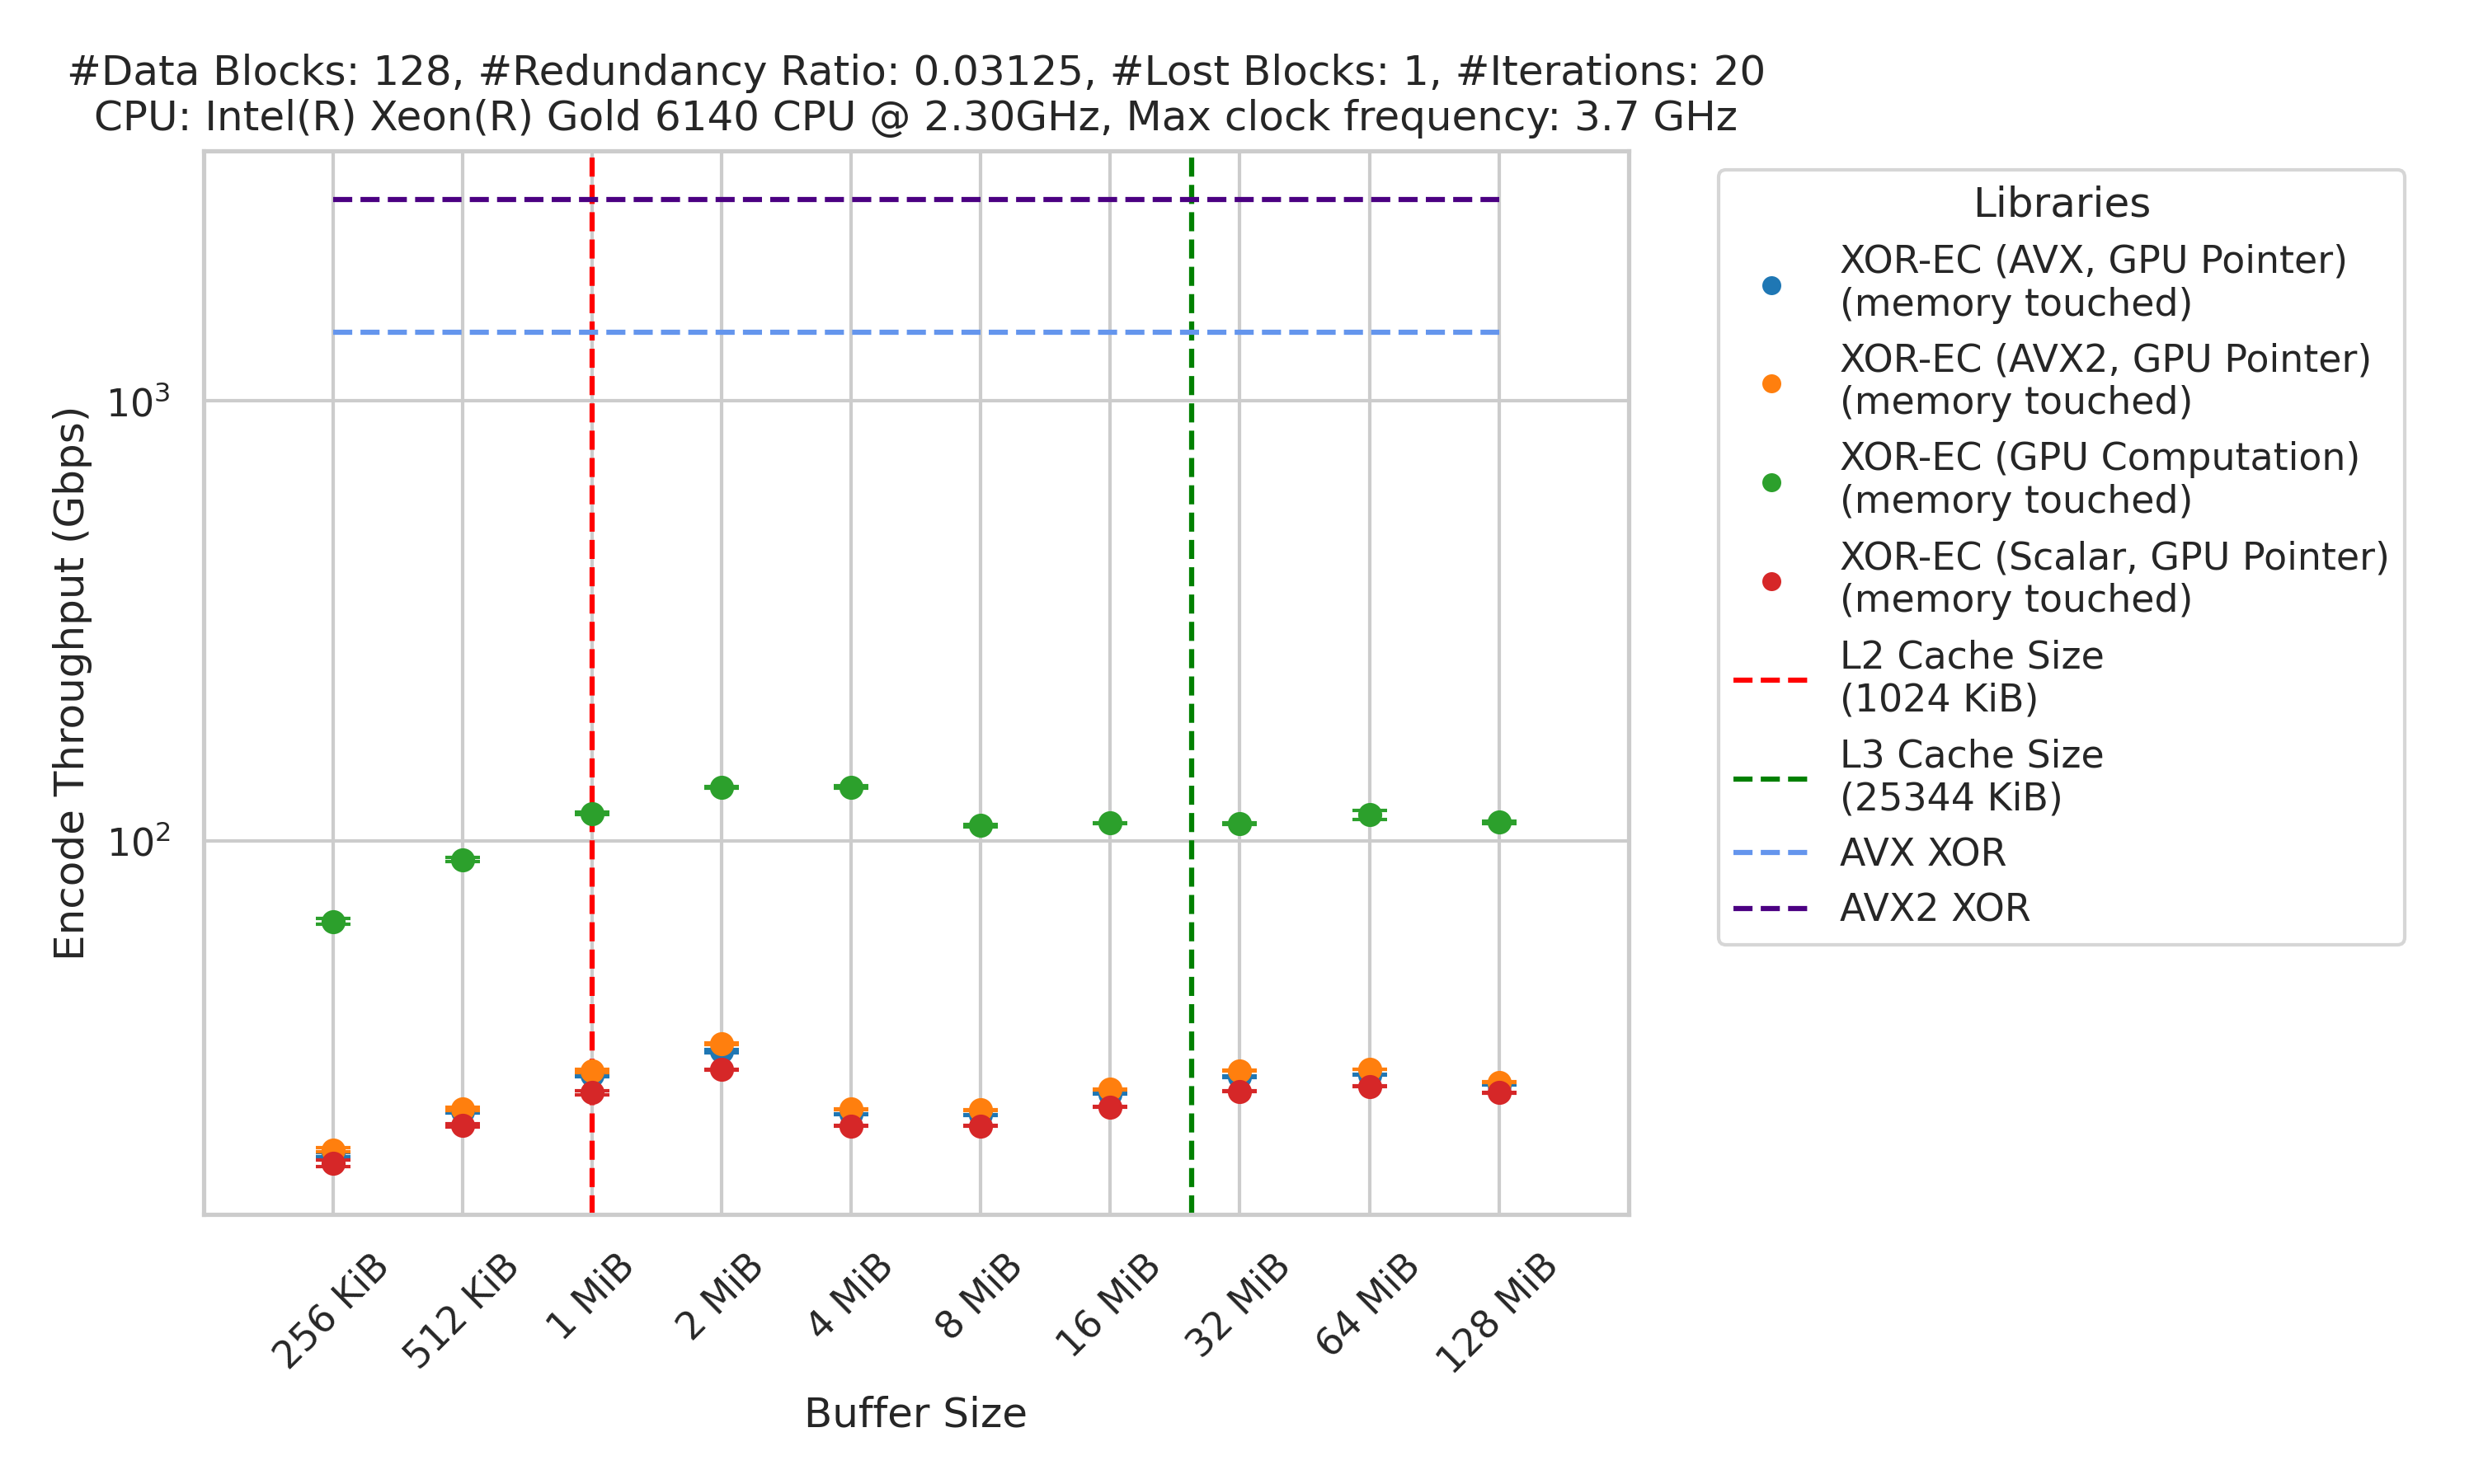 #Data Blocks: 128, #Redundancy Ratio: 0.03125, #Lost Blocks: 1, #Iterations: 20
CPU: Intel(R) Xeon(R) Gold 6140 CPU @ 2.30GHz, Max clock frequency: 3.7 GHz
Encode Throughput (Gbps)
10³
10²
256 KiB
512 KiB
1 MiB
2 MiB
4 MiB
8 MiB
16 MiB
32 MiB
64 MiB
128 MiB
Buffer Size
Libraries
XOR-EC (AVX, GPU Pointer)
(memory touched)
XOR-EC (AVX2, GPU Pointer)
(memory touched)
XOR-EC (GPU Computation)
(memory touched)
XOR-EC (Scalar, GPU Pointer)
(memory touched)
L2 Cache Size
(1024 KiB)
L3 Cache Size
(25344 KiB)
AVX XOR
AVX2 XOR